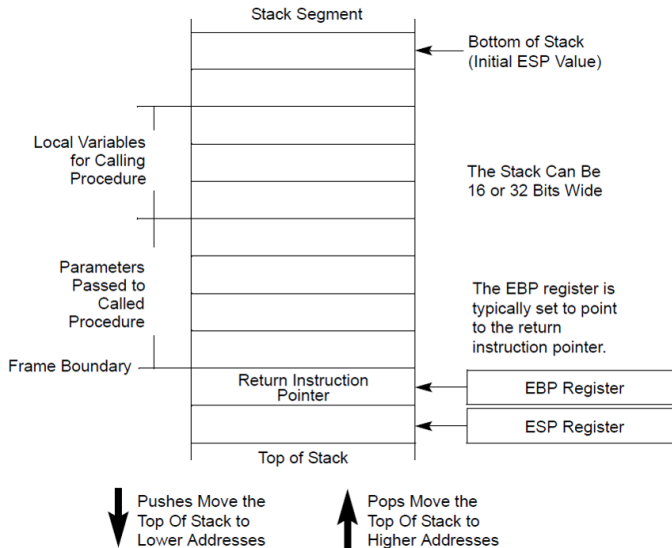 Stack Segment
Bottom of Stack
(Initial ESP Value)
Local Variables
for Calling
Procedure
The Stack Can Be
16 or 32 Bits Wide
Parameters
Passed to
Called
Procedure
The EBP register is
typically set to point
to the return
instruction pointer.
Frame Boundary
Return Instruction
Pointer
EBP Register
ESP Register
Top of Stack
Pushes Move the
Top Of Stack to
Lower Addresses
Pops Move the
Top Of Stack to
Higher Addresses